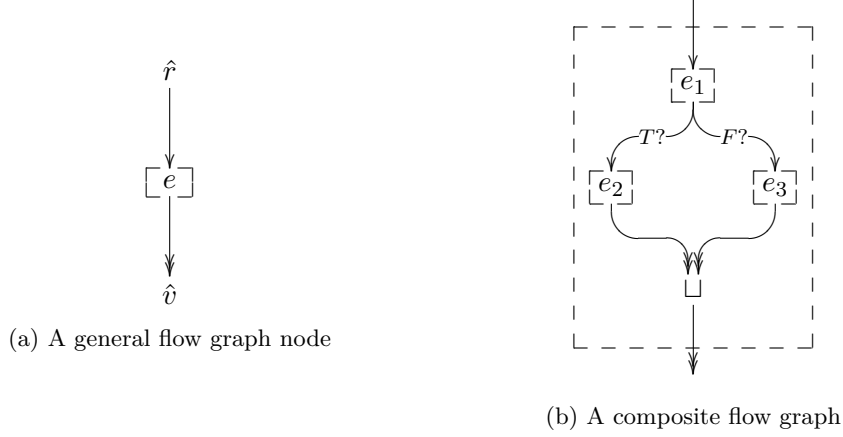 r̂
e
v̂
(a) A general flow graph node
e₁
T? F?
e₂ e₃
⊔
(b) A composite flow graph